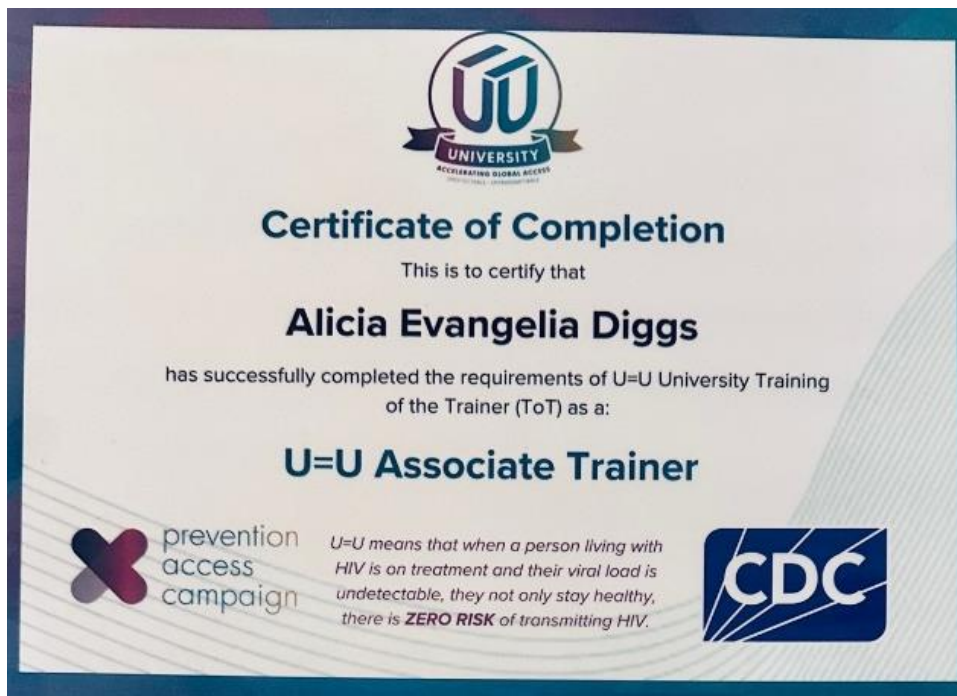 UU
UNIVERSITY
ACCELERATING GLOBAL ACCESS
Certificate of Completion
This is to certify that
Alicia Evangelia Diggs
has successfully completed the requirements of U=U University Training
of the Trainer (ToT) as a:
U=U Associate Trainer
prevention
access
campaign
U=U means that when a person living with
HIV is on treatment and their viral load is
undetectable, they not only stay healthy,
there is ZERO RISK of transmitting HIV.
CDC